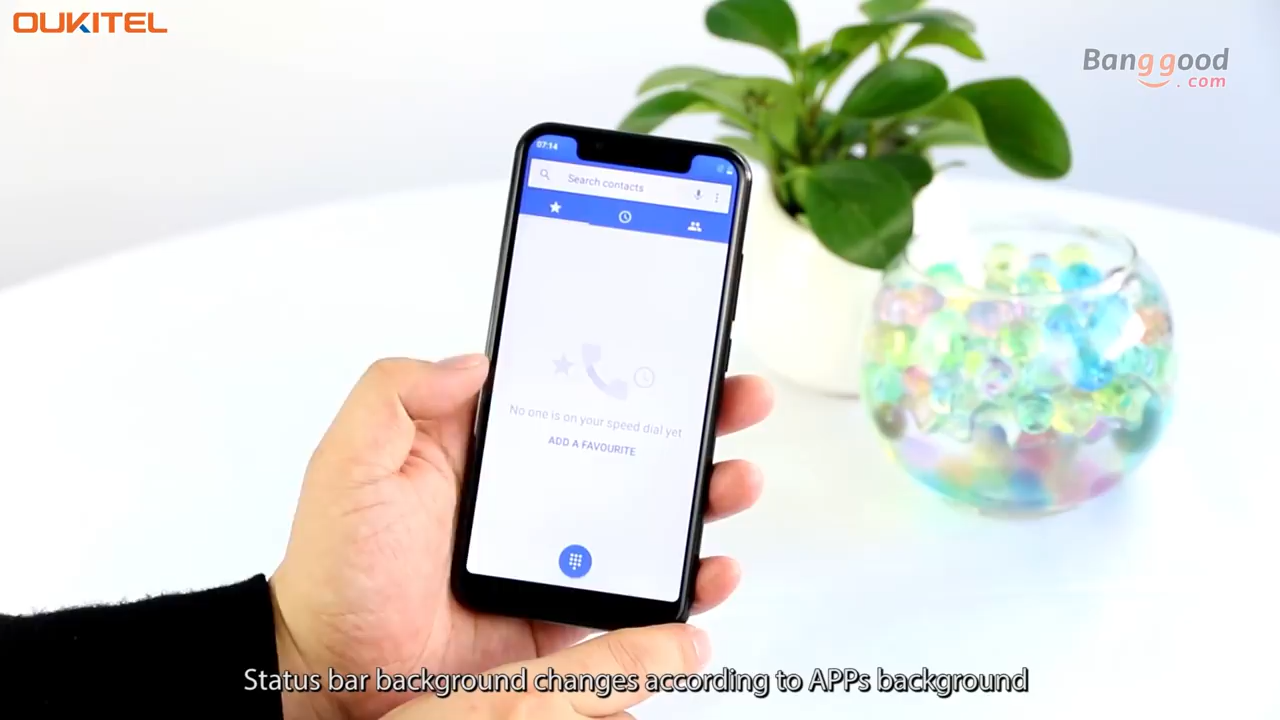 OUKITEL
Banggood
.com
07:14
Search contacts
No one is on your speed dial yet
ADD A FAVOURITE
Status bar background changes according to APPs background